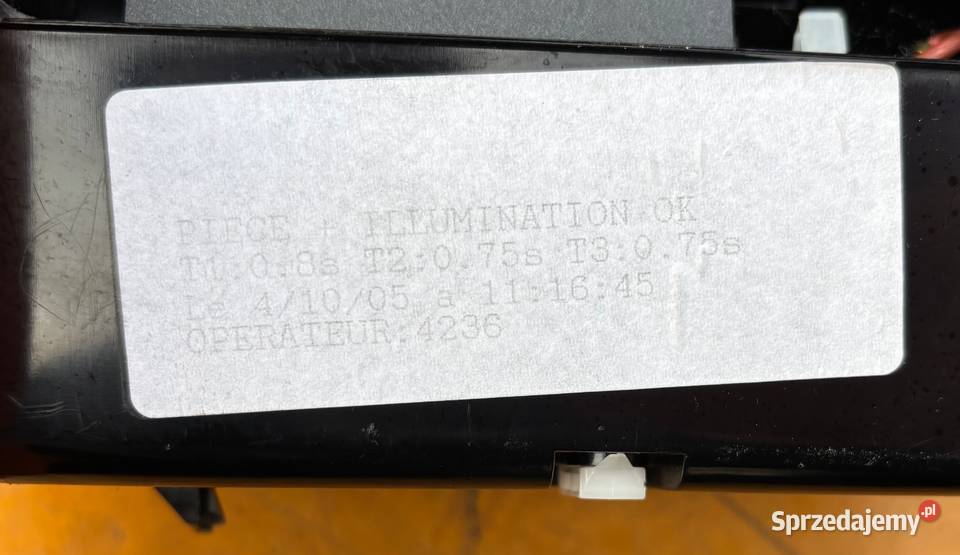 PIECE + ILLUMINATION OK
T1:0.8s T2:0.75s T3:0.75s
Le 4/10/05 a 11:16:45
OPERATEUR:4236
Sprzedajemy.pl